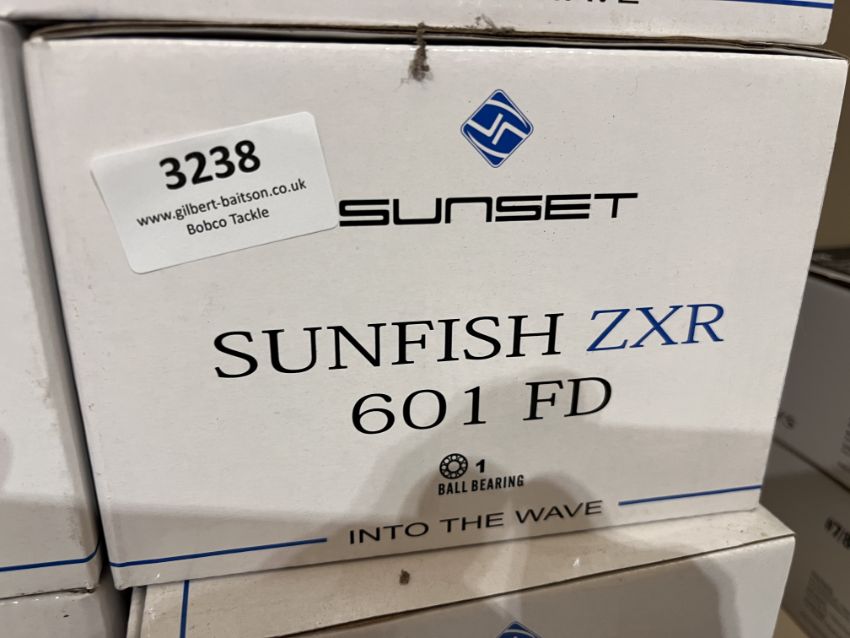 WAVE
3238
www.gilbert-baitson.co.uk
Bobco Tackle
SUNSET
SUNFISH ZXR
601 FD
1
BALL BEARING
INTO THE WAVE